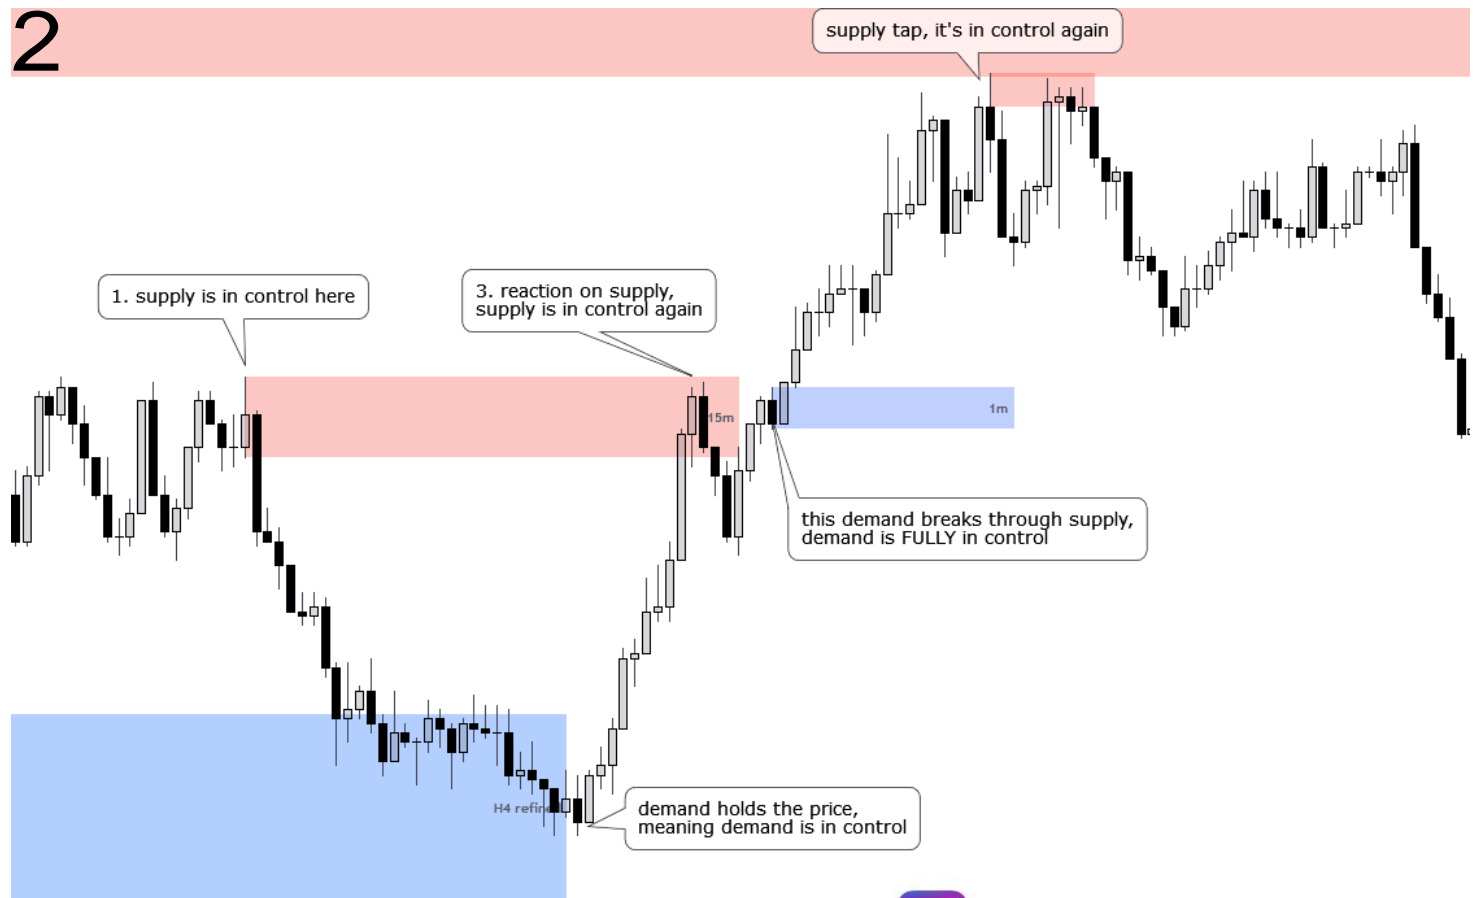 2
supply tap, it's in control again
1. supply is in control here
3. reaction on supply,
supply is in control again
15m
1m
this demand breaks through supply,
demand is FULLY in control
H4 refine
demand holds the price,
meaning demand is in control